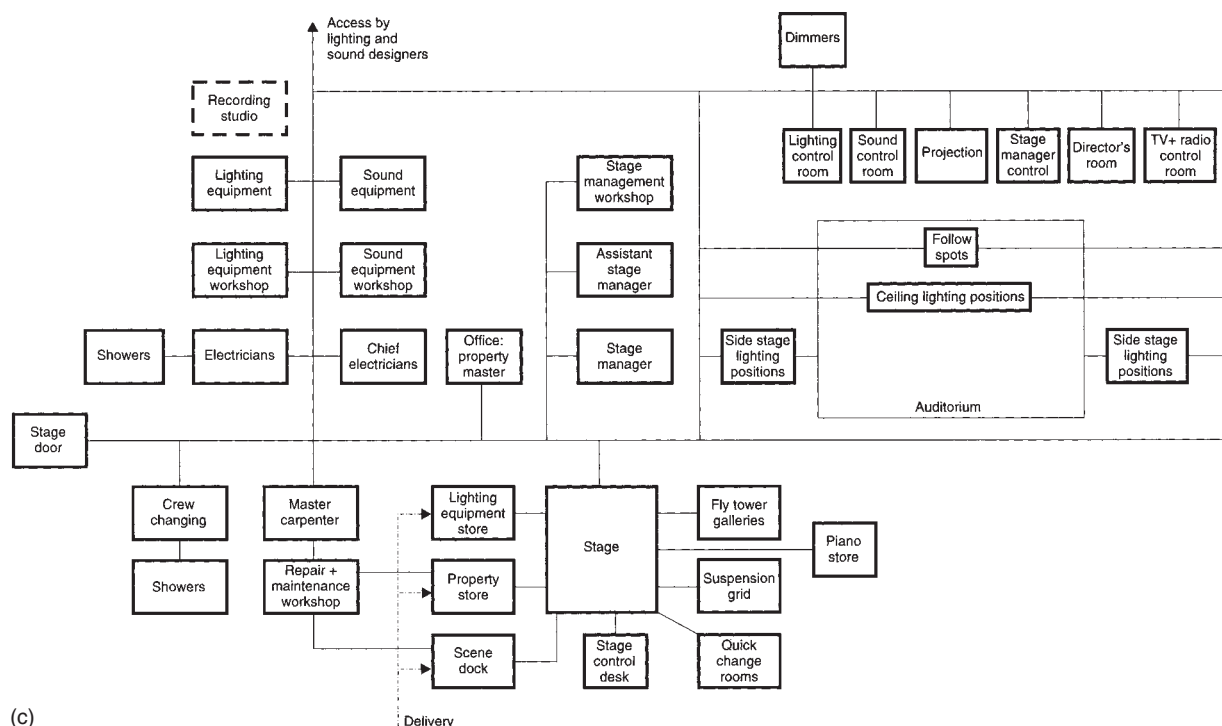 Access by
lighting and
sound designers
Dimmers
Recording
studio
Lighting
control
room
Sound
control
room
Projection
Stage
manager
control
Director's
room
TV+ radio
control
room
Lighting
equipment
Sound
equipment
Stage
management
workshop
Follow
spots
Lighting
equipment
workshop
Sound
equipment
workshop
Assistant
stage
manager
Ceiling lighting positions
Showers
Electricians
Chief
electricians
Office:
property
master
Stage
manager
Side stage
lighting
positions
Side stage
lighting
positions
Auditorium
Stage
door
Crew
changing
Master
carpenter
Lighting
equipment
store
Stage
Fly tower
galleries
Piano
store
Showers
Repair +
maintenance
workshop
Property
store
Suspension
grid
Scene
dock
Stage
control
desk
Quick
change
rooms
(c)
Delivery